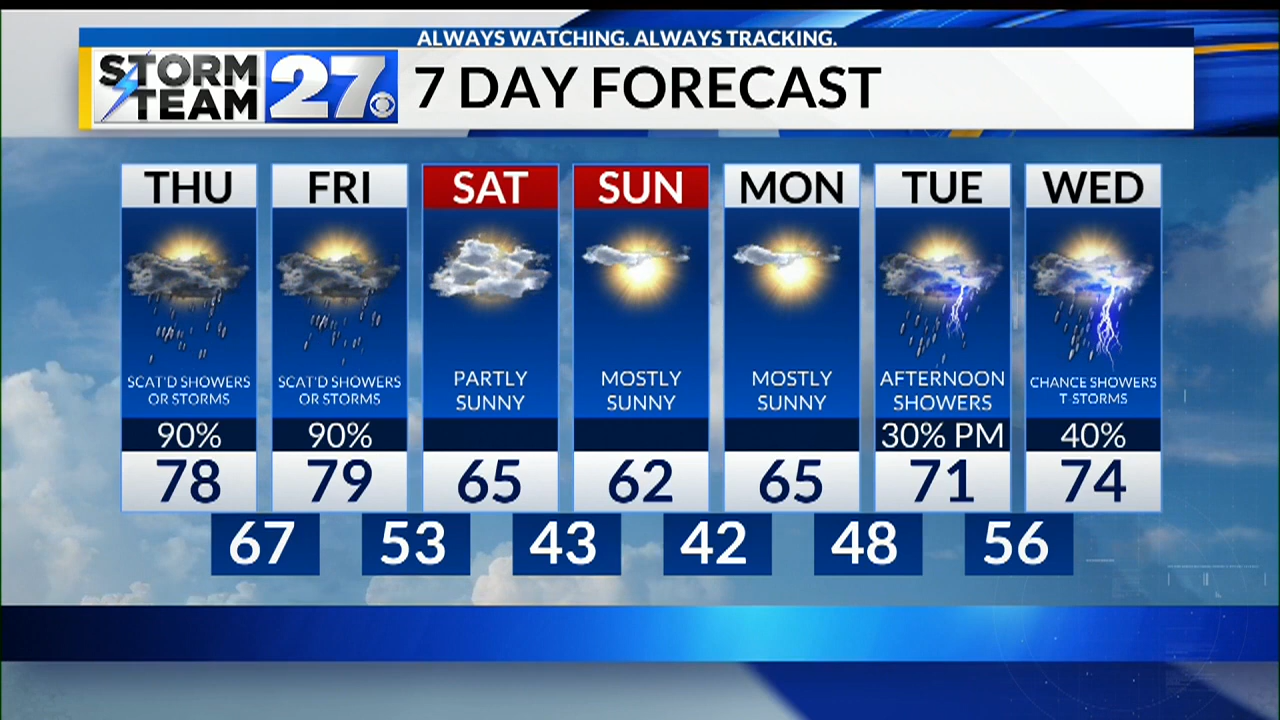 ALWAYS WATCHING. ALWAYS TRACKING.
STORM
TEAM
27
7 DAY FORECAST
THU FRI SAT SUN MON TUE WED
SCAT'D SHOWERS SCAT'D SHOWERS PARTLY MOSTLY MOSTLY AFTERNOON CHANCE SHOWERS
OR STORMS OR STORMS SUNNY SUNNY SUNNY SHOWERS T-STORMS
90% 90% 30% PM 40%
78 79 65 62 65 71 74
67 53 43 42 48 56